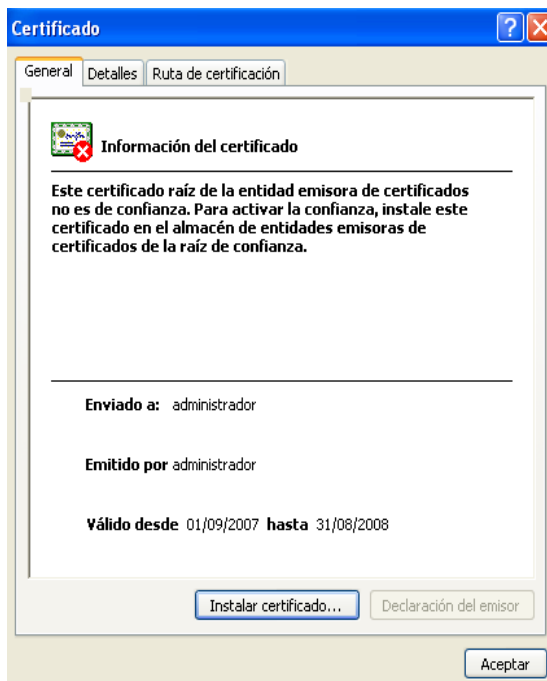 Certificado
General Detalles Ruta de certificación
Información del certificado
Este certificado raíz de la entidad emisora de certificados
no es de confianza. Para activar la confianza, instale este
certificado en el almacén de entidades emisoras de
certificados de la raíz de confianza.
Enviado a: administrador
Emitido por administrador
Válido desde 01/09/2007 hasta 31/08/2008
Instalar certificado... Declaración del emisor
Aceptar